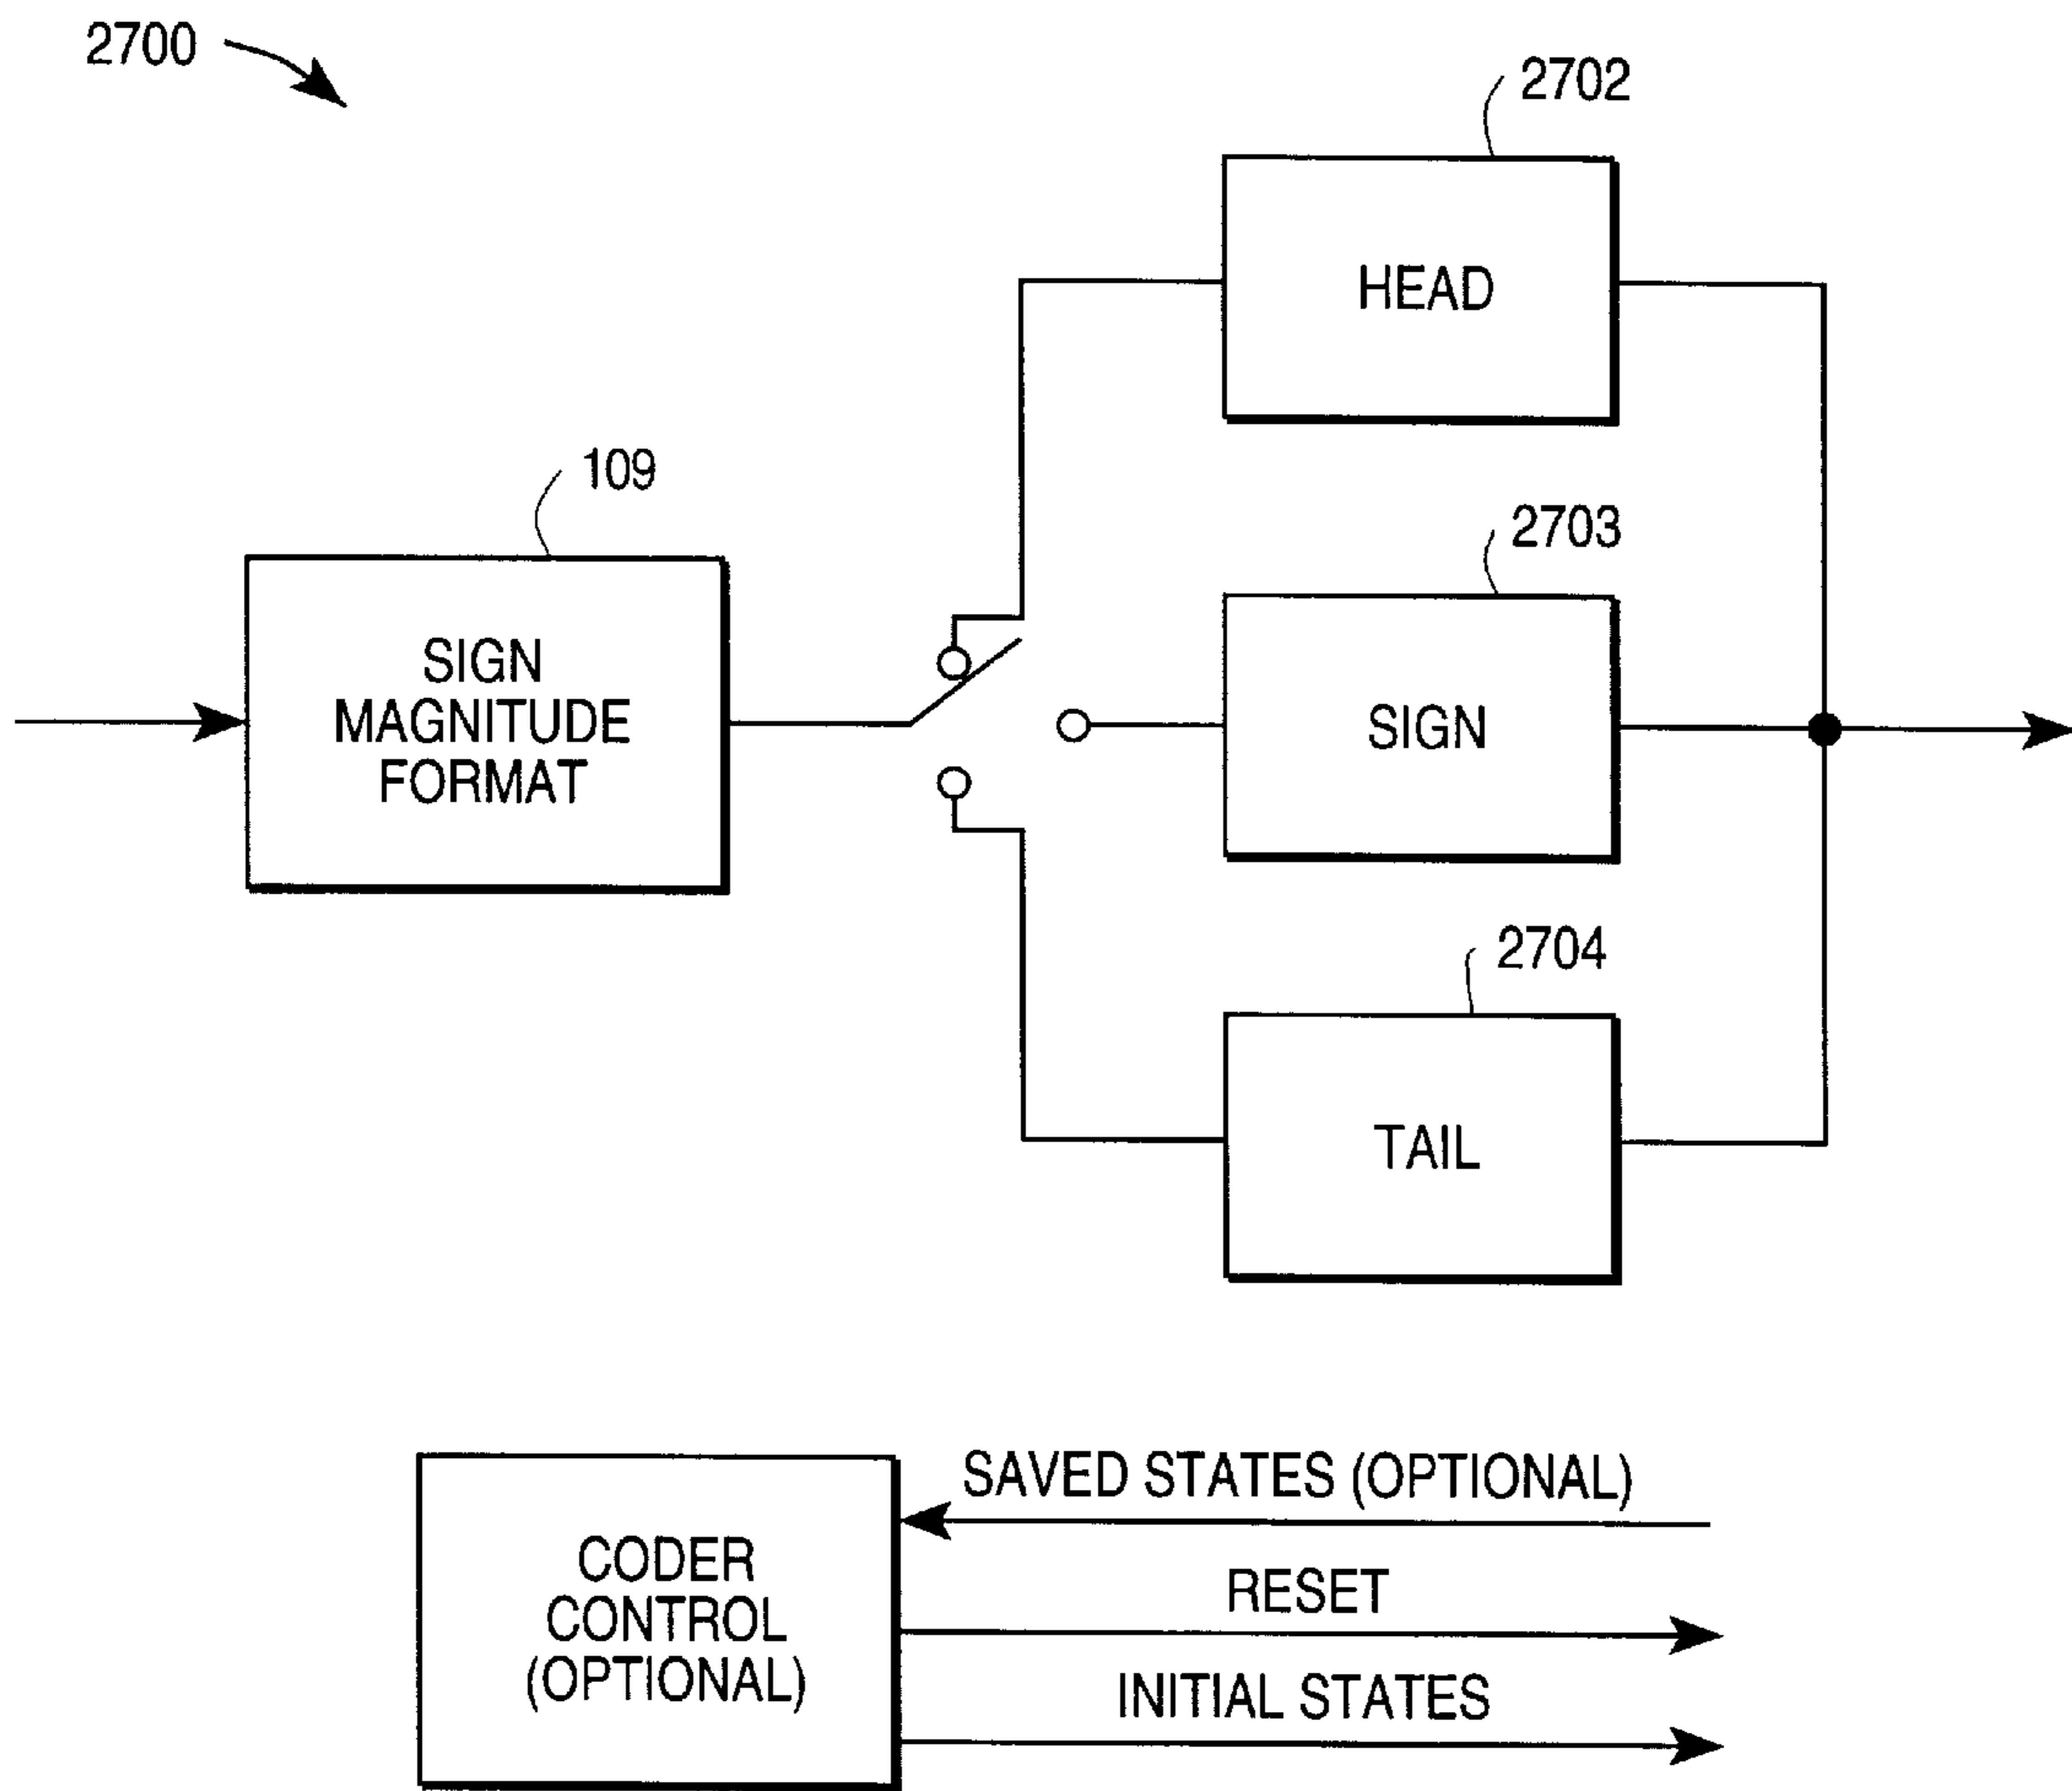 2700
2702
HEAD
109
2703
SIGN
MAGNITUDE
FORMAT
SIGN
2704
TAIL
SAVED STATES (OPTIONAL)
CODER
CONTROL
(OPTIONAL)
RESET
INITIAL STATES